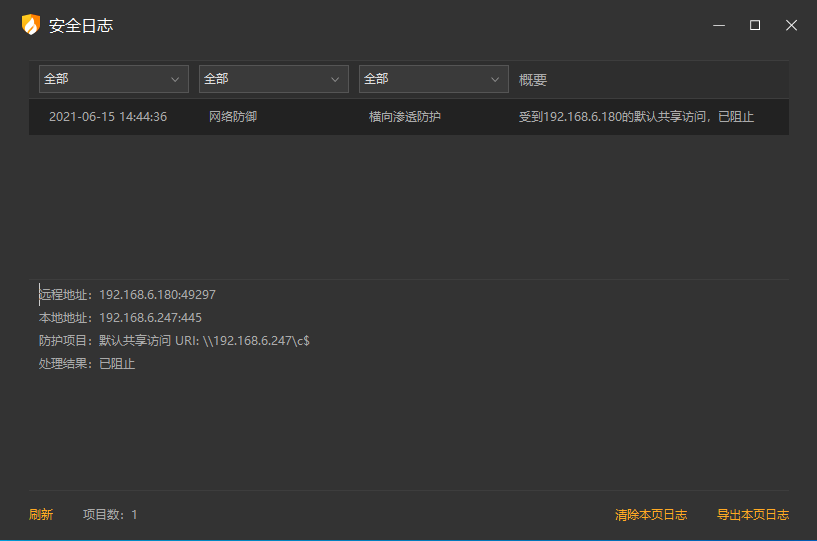 安全日志
全部 全部 全部 概要
2021-06-15 14:44:36 网络防御 横向渗透防护 受到192.168.6.180的默认共享访问，已阻止
远程地址：192.168.6.180:49297
本地地址：192.168.6.247:445
防护项目：默认共享访问 URI: \\192.168.6.247\c$
处理结果：已阻止
刷新 项目数：1 清除本页日志 导出本页日志